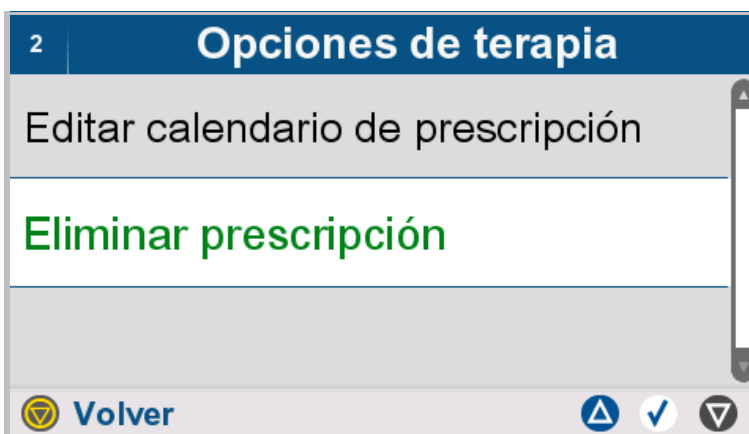 2 Opciones de terapia
Editar calendario de prescripción
Eliminar prescripción
Volver